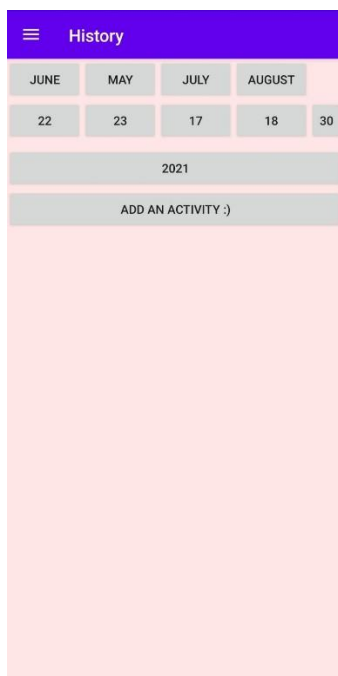 History
JUNE MAY JULY AUGUST
22 23 17 18 30
2021
ADD AN ACTIVITY :)